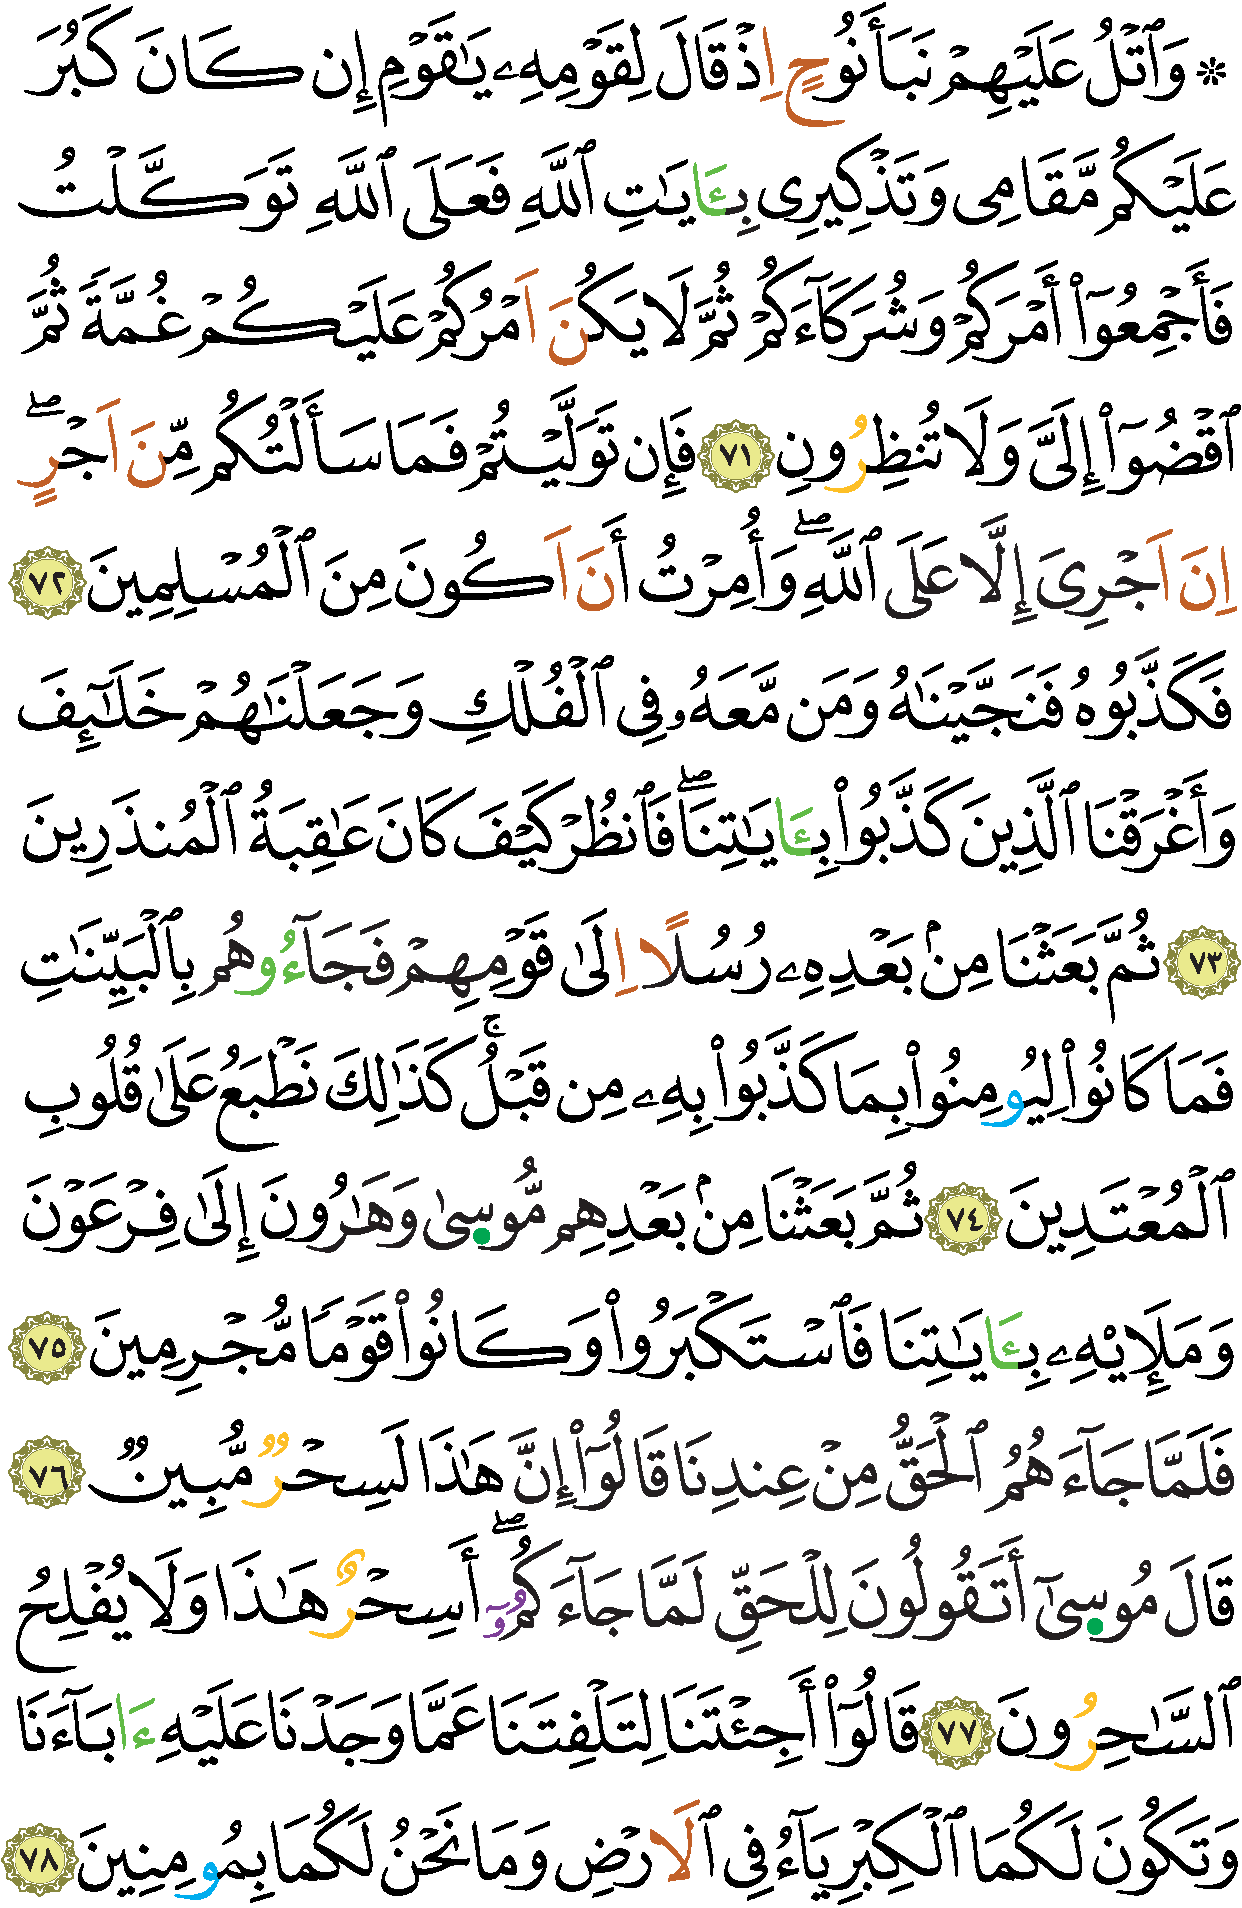 ۞ وَٱتۡلُ عَلَيۡهِمۡ نَبَأَ نُوحٍ اِذۡ قَالَ لِقَوۡمِهِۦ يَٰقَوۡمِ إِن كَانَ كَبُرَ
عَلَيۡكُم مَّقَامِي وَتَذۡكِيرِي بِـَٔايَٰتِ ٱللَّهِ فَعَلَى ٱللَّهِ تَوَكَّلۡتُ
فَأَجۡمِعُوٓاْ أَمۡرَكُمۡ وَشُرَكَآءَكُمۡ ثُمَّ لَا يَكُنَ اَمۡرُكُمۡ عَلَيۡكُمۡ غُمَّةٗ ثُمَّ
ٱقۡضُوٓاْ إِلَيَّ وَلَا تُنظِرُونِ ٧١ فَإِن تَوَلَّيۡتُمۡ فَمَا سَأَلۡتُكُم مِّنَ اَجۡرٍۖ
اِنَ اَجۡرِيَ إِلَّا عَلَى ٱللَّهِۖ وَأُمِرۡتُ أَنَ اَكُونَ مِنَ ٱلۡمُسۡلِمِينَ ٧٢
فَكَذَّبُوهُ فَنَجَّيۡنَٰهُ وَمَن مَّعَهُۥ فِي ٱلۡفُلۡكِ وَجَعَلۡنَٰهُمۡ خَلَٰٓئِفَ
وَأَغۡرَقۡنَا ٱلَّذِينَ كَذَّبُواْ بِـَٔايَٰتِنَاۖ فَٱنظُرۡ كَيۡفَ كَانَ عَٰقِبَةُ ٱلۡمُنذَرِينَ
٧٣ ثُمَّ بَعَثۡنَا مِنۢ بَعۡدِهِۦ رُسُلًا اِلَىٰ قَوۡمِهِمۡ فَجَآءُوهُم بِٱلۡبَيِّنَٰتِ
فَمَا كَانُواْ لِيُومِنُواْ بِمَا كَذَّبُواْ بِهِۦ مِن قَبۡلُۚ كَذَٰلِكَ نَطۡبَعُ عَلَىٰ قُلُوبِ
ٱلۡمُعۡتَدِينَ ٧٤ ثُمَّ بَعَثۡنَا مِنۢ بَعۡدِهِم مُّوسِىٰ وَهَٰرُونَ إِلَىٰ فِرۡعَوۡنَ
وَمَلَإِيْهِۦ بِـَٔايَٰتِنَا فَٱسۡتَكۡبَرُواْ وَكَانُواْ قَوۡمٗا مُّجۡرِمِينَ ٧٥
فَلَمَّا جَآءَهُمُ ٱلۡحَقُّ مِنۡ عِندِنَا قَالُوٓاْ إِنَّ هَٰذَا لَسِحۡرٞ مُّبِينٞ ٧٦
قَالَ مُوسِىٰٓ أَتَقُولُونَ لِلۡحَقِّ لَمَّا جَآءَكُمُۥٓۖ أَسِحۡرٌ هَٰذَا وَلَا يُفۡلِحُ
ٱلسَّٰحِرُونَ ٧٧ قَالُوٓاْ أَجِئۡتَنَا لِتَلۡفِتَنَا عَمَّا وَجَدۡنَا عَلَيۡهِ ءَابَآءَنَا
وَتَكُونَ لَكُمَا ٱلۡكِبۡرِيَآءُ فِي ٱلَارۡضِ وَمَا نَحۡنُ لَكُمَا بِمُومِنِينَ ٧٨